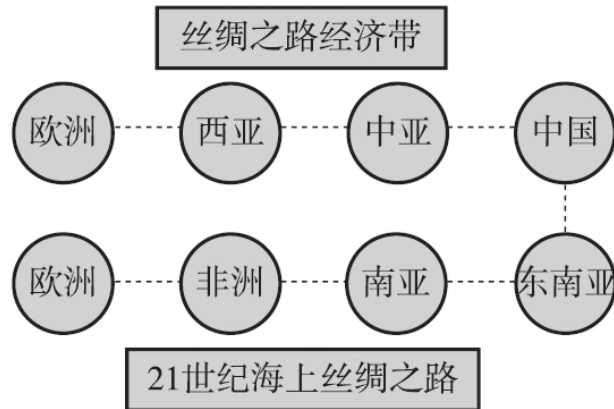 丝绸之路经济带
欧洲 西亚 中亚 中国
欧洲 非洲 南亚 东南亚
21世纪海上丝绸之路